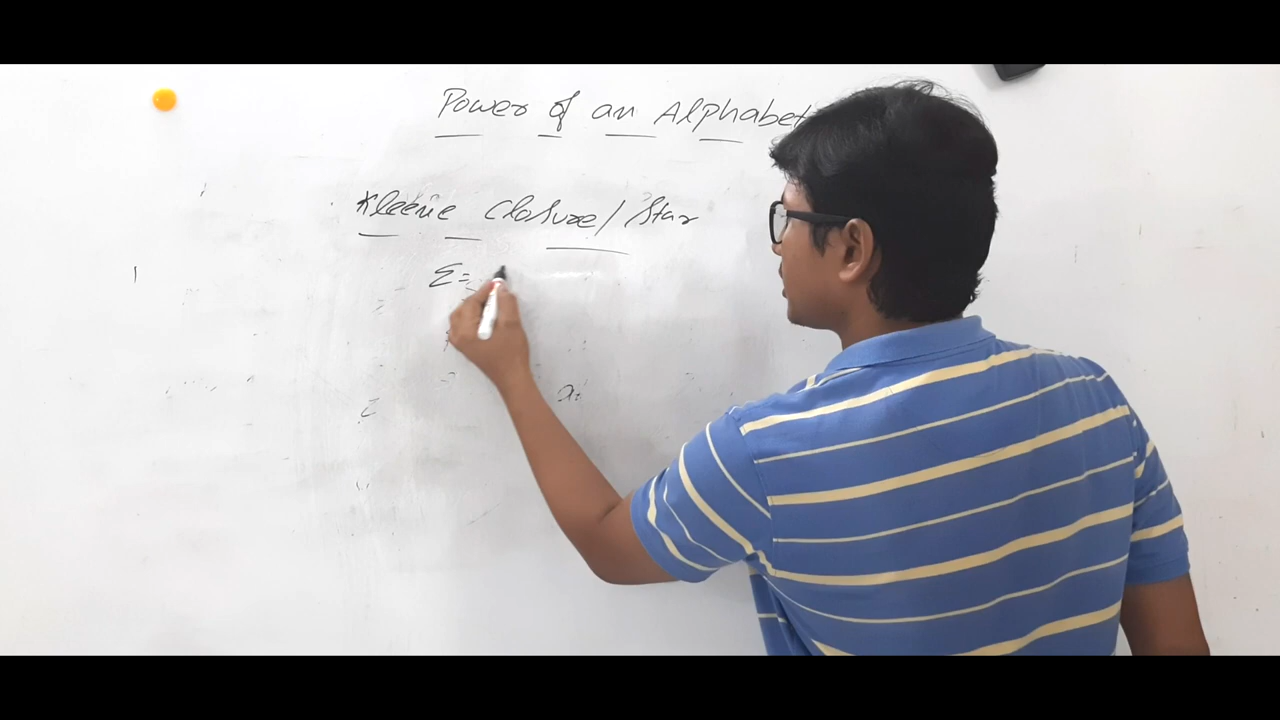 Power of an Alphabet
Kleene Closure/Star
Σ=